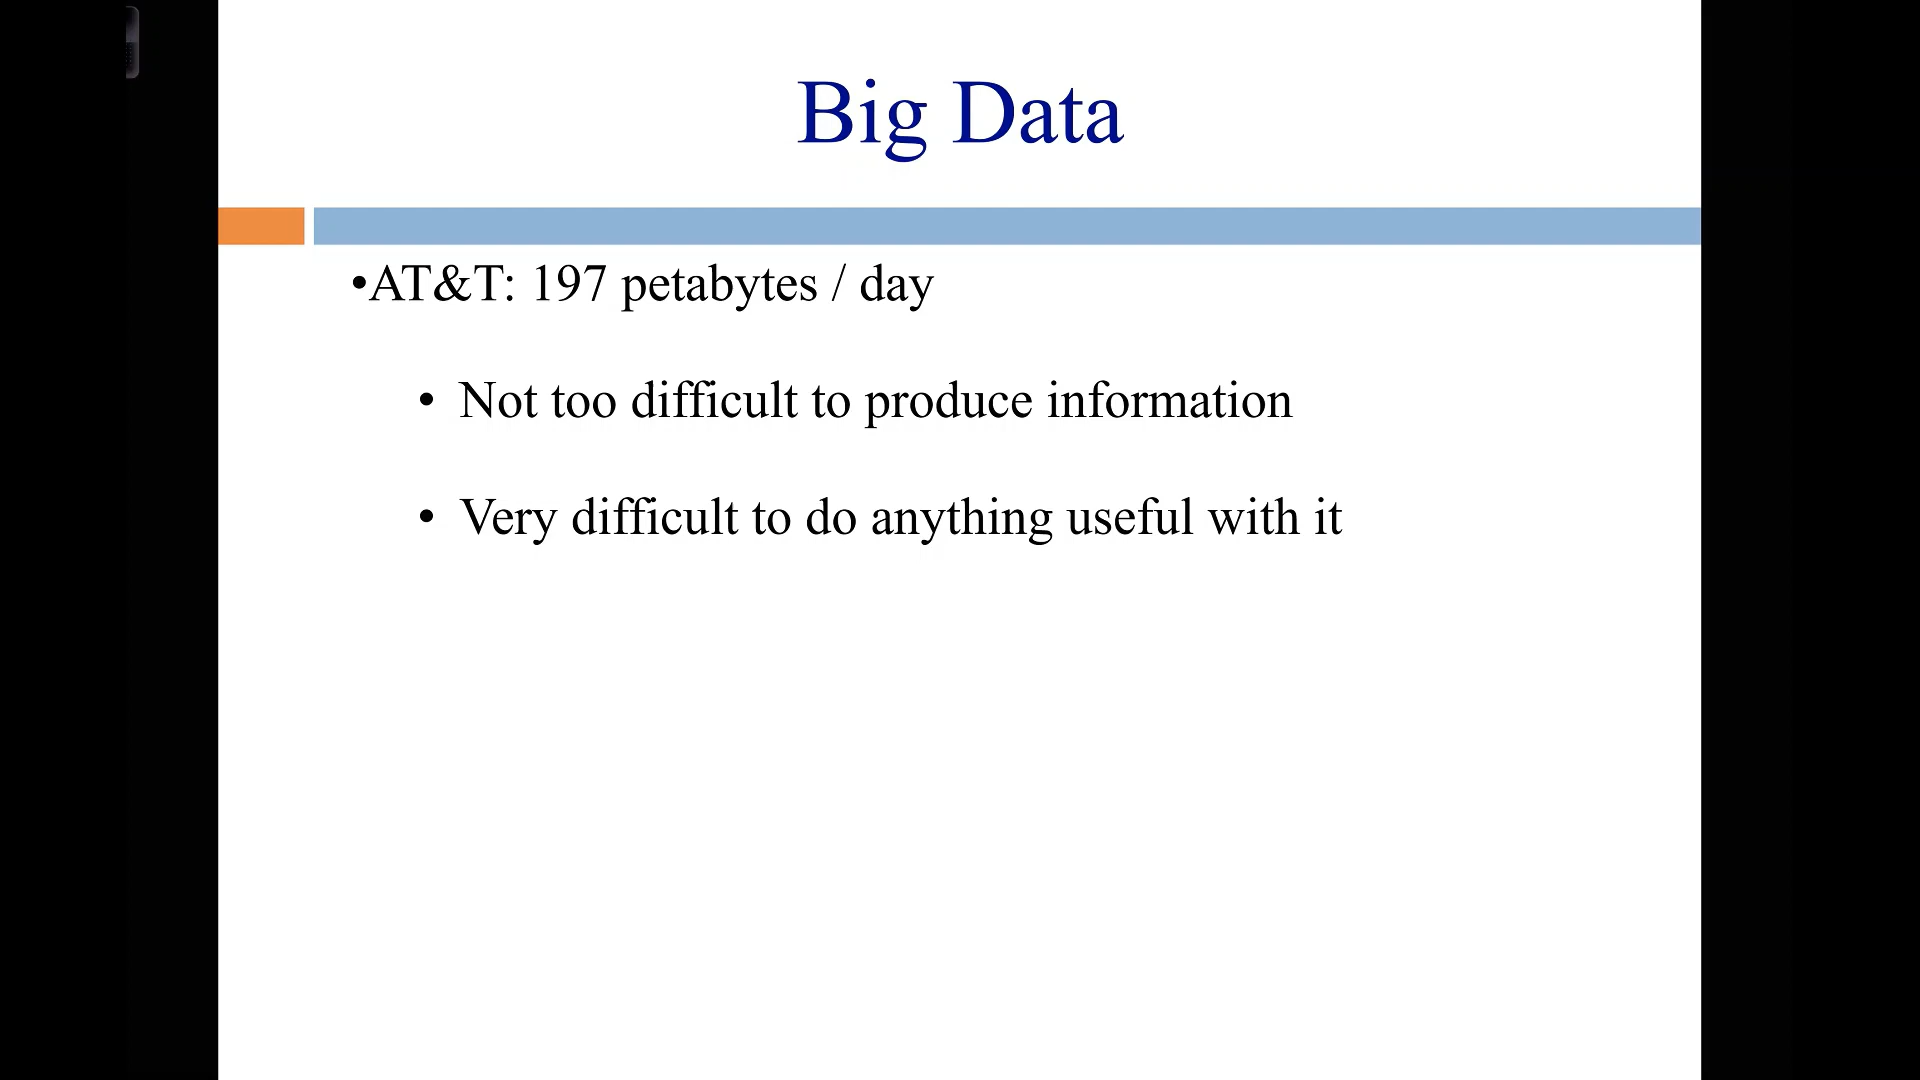 Big Data
•AT&T: 197 petabytes / day
• Not too difficult to produce information
• Very difficult to do anything useful with it